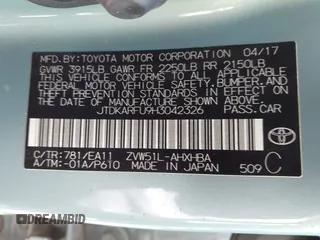 MFD. BY: TOYOTA MOTOR CORPORATION 04/17
GVWR 3915LB GAWR FR 2250LB RR 2150LB
THIS VEHICLE CONFORMS TO ALL APPLICABLE
FEDERAL MOTOR VEHICLE SAFETY, BUMPER, AND
THEFT PREVENTION STANDARDS IN EFFECT ON
THE DATE OF MANUFACTURE SHOWN ABOVE.
JTDKARFU9H3042326
C/TR: 781/EA11 ZVW51L-AHXHBA C
A/TM: -01A/P610 MADE IN JAPAN 509
TOYOTA
DREAMBID